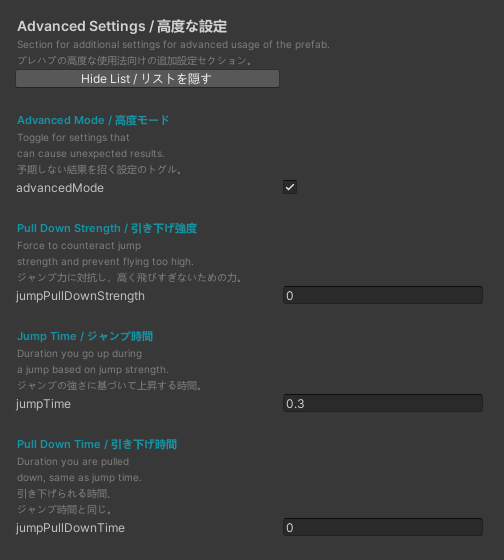 Advanced Settings / 高度な設定
Section for additional settings for advanced usage of the prefab.
プレハブの高度な使用法向けの追加設定セクション。
Hide List / リストを隠す
Advanced Mode / 高度モード
Toggle for settings that
can cause unexpected results.
予期しない結果を招く設定のトグル。
advancedMode
Pull Down Strength / 引き下げ強度
Force to counteract jump
strength and prevent flying too high.
ジャンプ力に対抗し、高く飛びすぎないための力。
jumpPullDownStrength 0
Jump Time / ジャンプ時間
Duration you go up during
a jump based on jump strength.
ジャンプの強さに基づいて上昇する時間。
jumpTime 0.3
Pull Down Time / 引き下げ時間
Duration you are pulled
down, same as jump time.
引き下げられる時間、
ジャンプ時間と同じ。
jumpPullDownTime 0